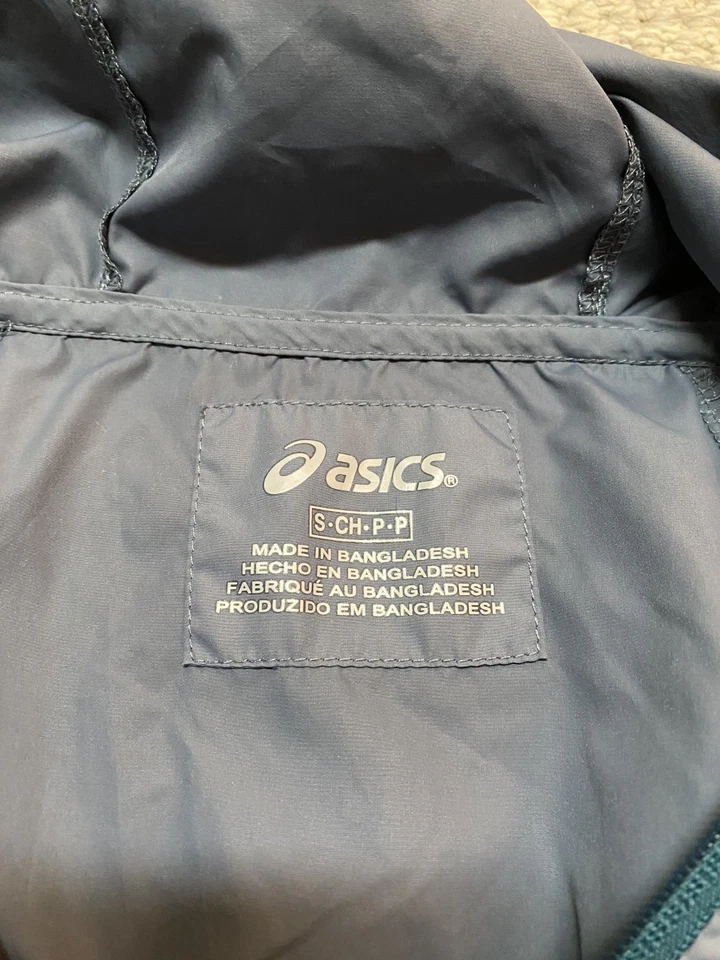 asics®
S•CH•P•P
MADE IN BANGLADESH
HECHO EN BANGLADESH
FABRIQUÉ AU BANGLADESH
PRODUZIDO EM BANGLADESH